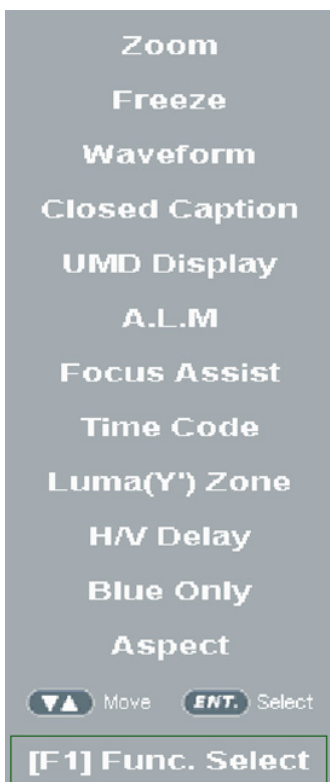 Zoom
Freeze
Waveform
Closed Caption
UMD Display
A.L.M
Focus Assist
Time Code
Luma(Y') Zone
H/V Delay
Blue Only
Aspect
▼▲ Move ENT. Select
[F1] Func. Select